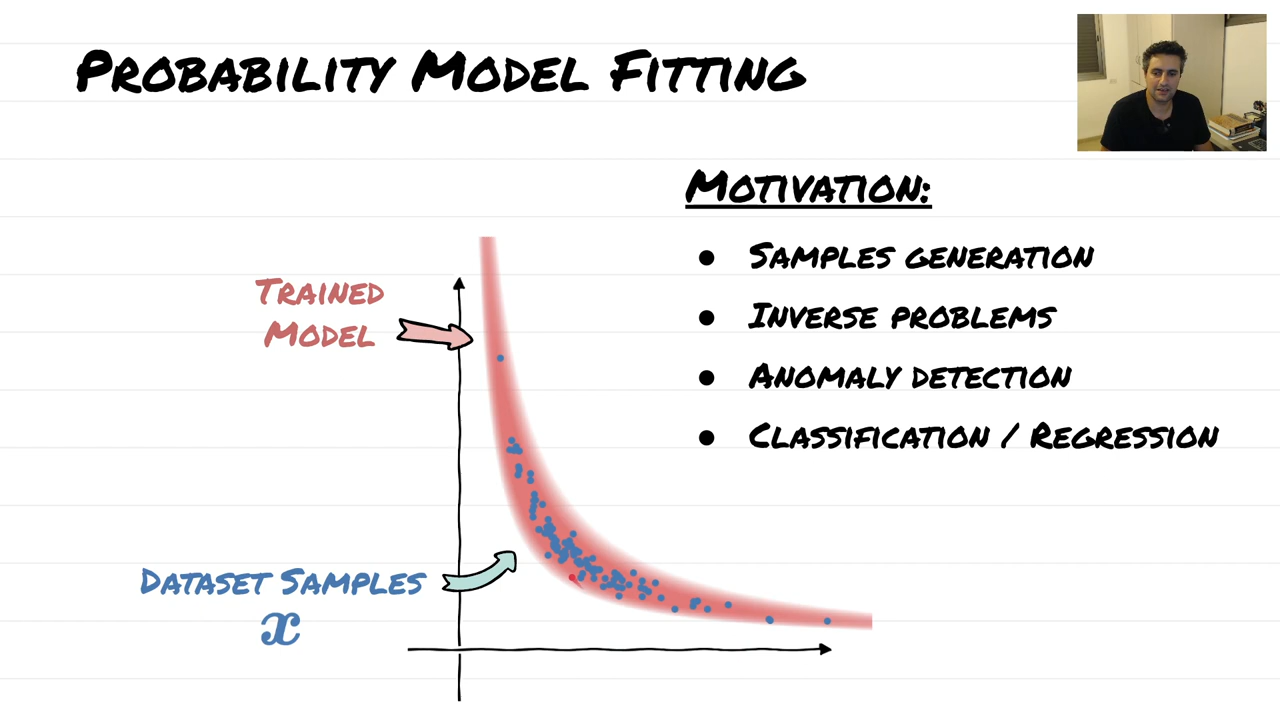 PROBABILITY MODEL FITTING
MOTIVATION:
● SAMPLES GENERATION
● INVERSE PROBLEMS
● ANOMALY DETECTION
● CLASSIFICATION / REGRESSION
TRAINED
MODEL
DATASET SAMPLES
x